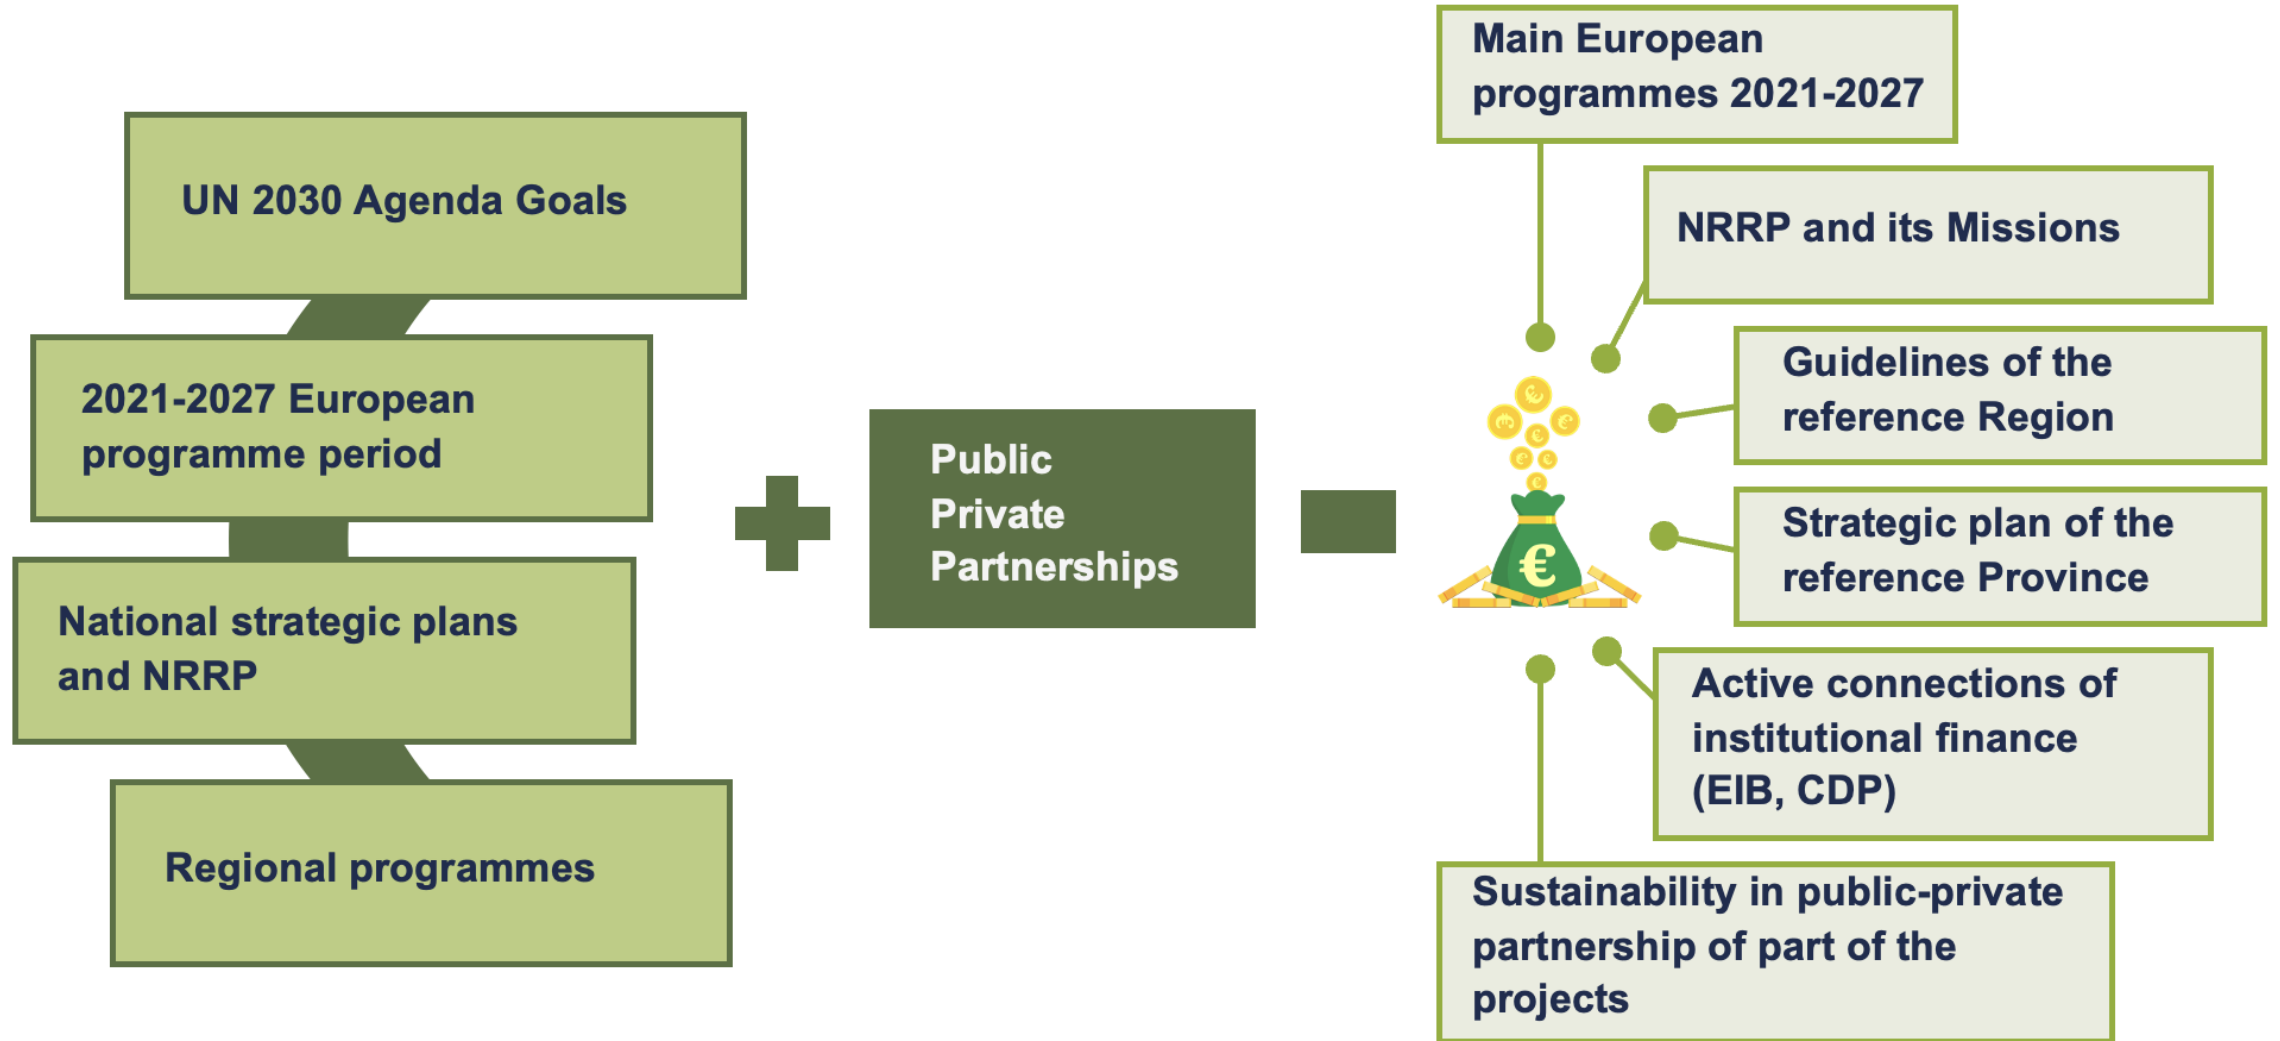 UN 2030 Agenda Goals
2021-2027 European
programme period
National strategic plans
and NRRP
Regional programmes
Public
Private
Partnerships
€
Main European
programmes 2021-2027
NRRP and its Missions
Guidelines of the
reference Region
Strategic plan of the
reference Province
Active connections of
institutional finance
(EIB, CDP)
Sustainability in public-private
partnership of part of the
projects